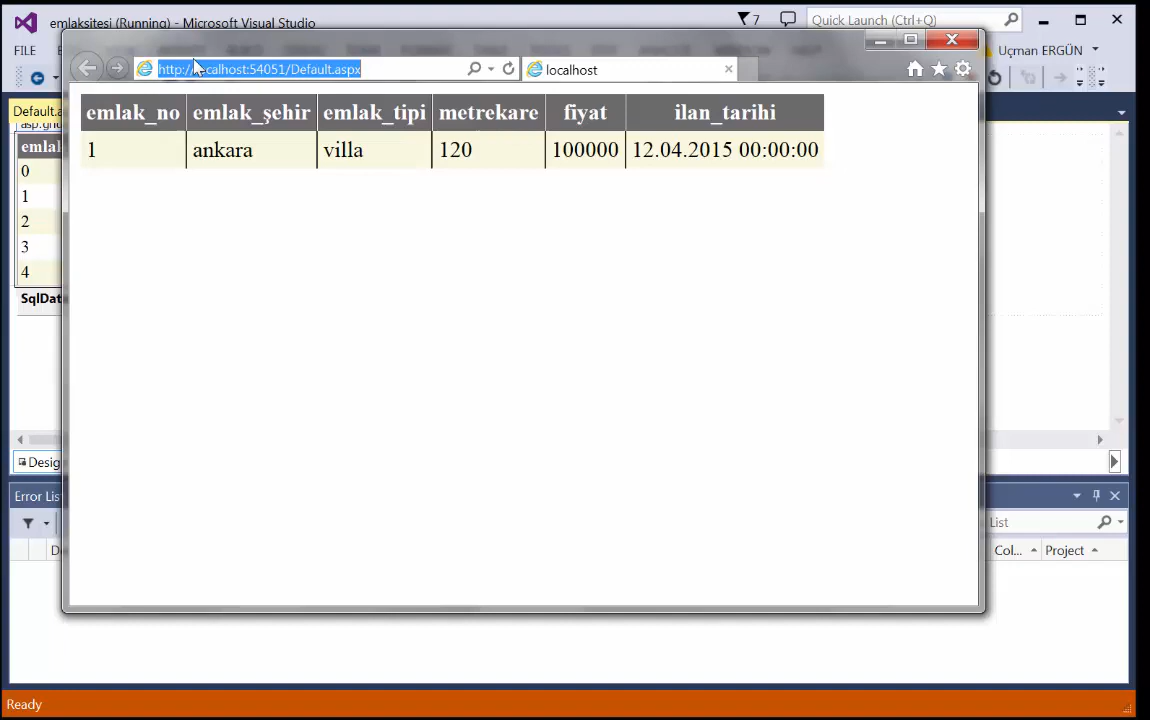 emlaksitesi (Running) - Microsoft Visual Studio
7
Quick Launch (Ctrl+Q)
FILE
Uçman ERGÜN
http://localhost:54051/Default.aspx
localhost
Default.a
emlak_no emlak_şehir emlak_tipi metrekare fiyat ilan_tarihi
1 ankara villa 120 100000 12.04.2015 00:00:00
emlal
0
1
2
3
4
SqlDat
Design
Error Lis
List
D
Col... Project
Ready